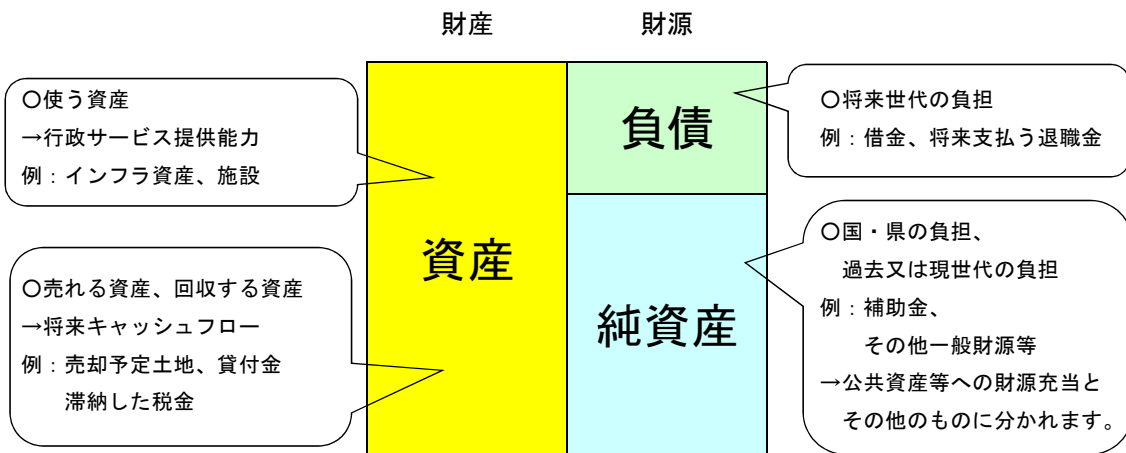 財産
財源
〇使う資産
→行政サービス提供能力
例：インフラ資産、施設
〇売れる資産、回収する資産
→将来キャッシュフロー
例：売却予定土地、貸付金
滞納した税金
資産
負債
純資産
〇将来世代の負担
例：借金、将来支払う退職金
〇国・県の負担、
過去又は現世代の負担
例：補助金、
その他一般財源等
→公共資産等への財源充当と
その他のものに分かれます。